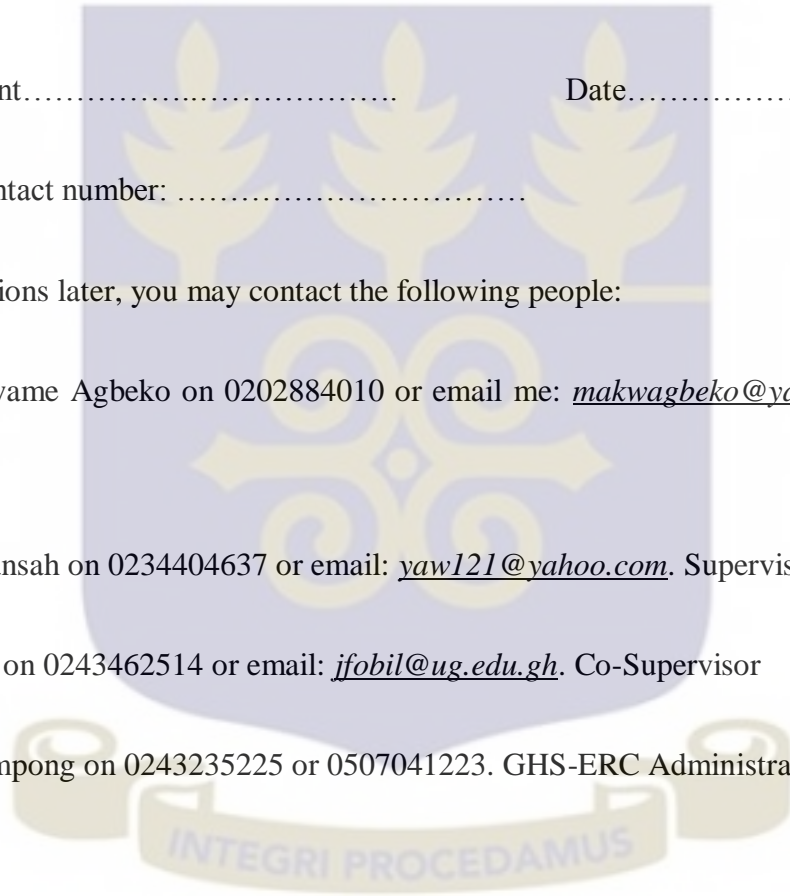 nt……………..………………. Date………………
ntact number: ……………………………
ions later, you may contact the following people:
wame Agbeko on 0202884010 or email me: makwagbeko@ya
nsah on 0234404637 or email: yaw121@yahoo.com. Supervis
on 0243462514 or email: jfobil@ug.edu.gh. Co-Supervisor
mpong on 0243235225 or 0507041223. GHS-ERC Administra
INTEGRI PROCEDAMUS